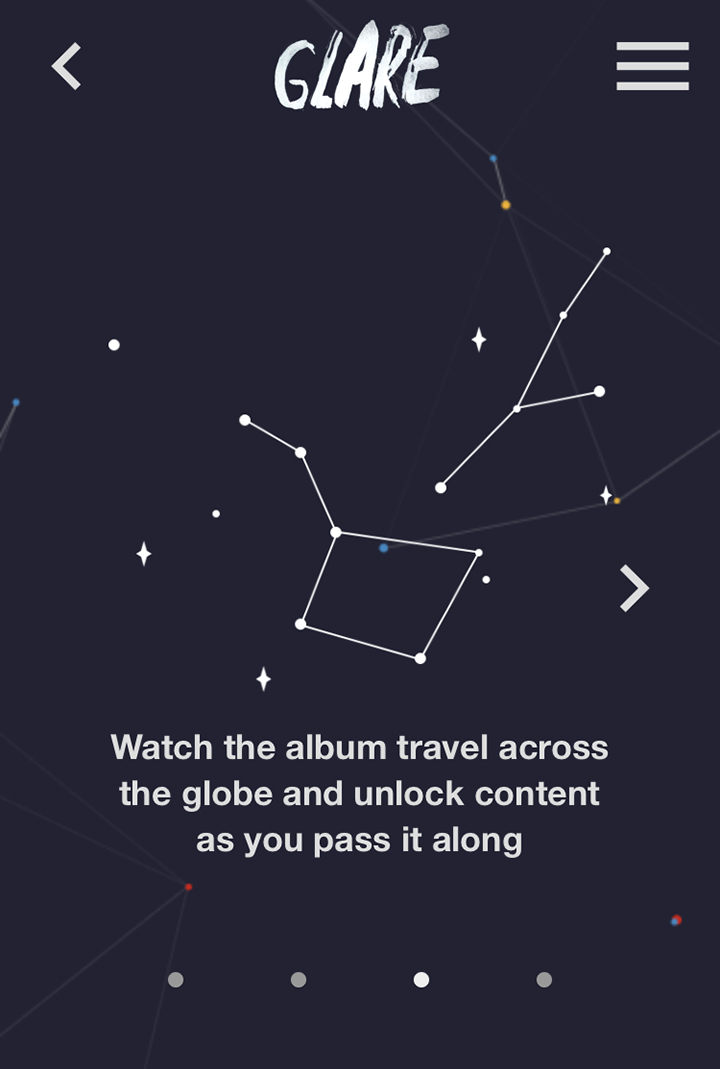 GLARE
Watch the album travel across
the globe and unlock content
as you pass it along